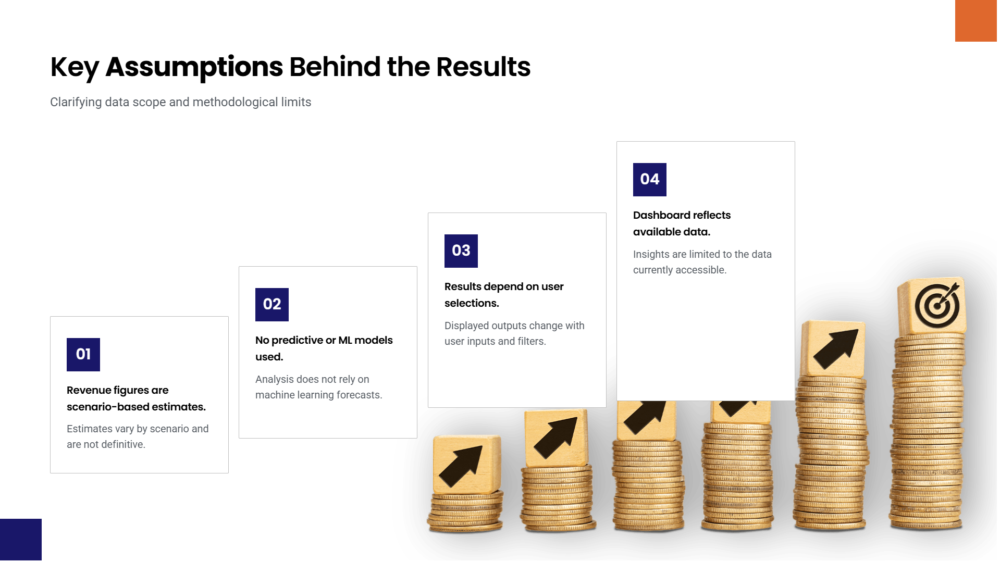 Key Assumptions Behind the Results
Clarifying data scope and methodological limits
01
Revenue figures are
scenario-based estimates.
Estimates vary by scenario and
are not definitive.
02
No predictive or ML models
used.
Analysis does not rely on
machine learning forecasts.
03
Results depend on user
selections.
Displayed outputs change with
user inputs and filters.
04
Dashboard reflects
available data.
Insights are limited to the data
currently accessible.